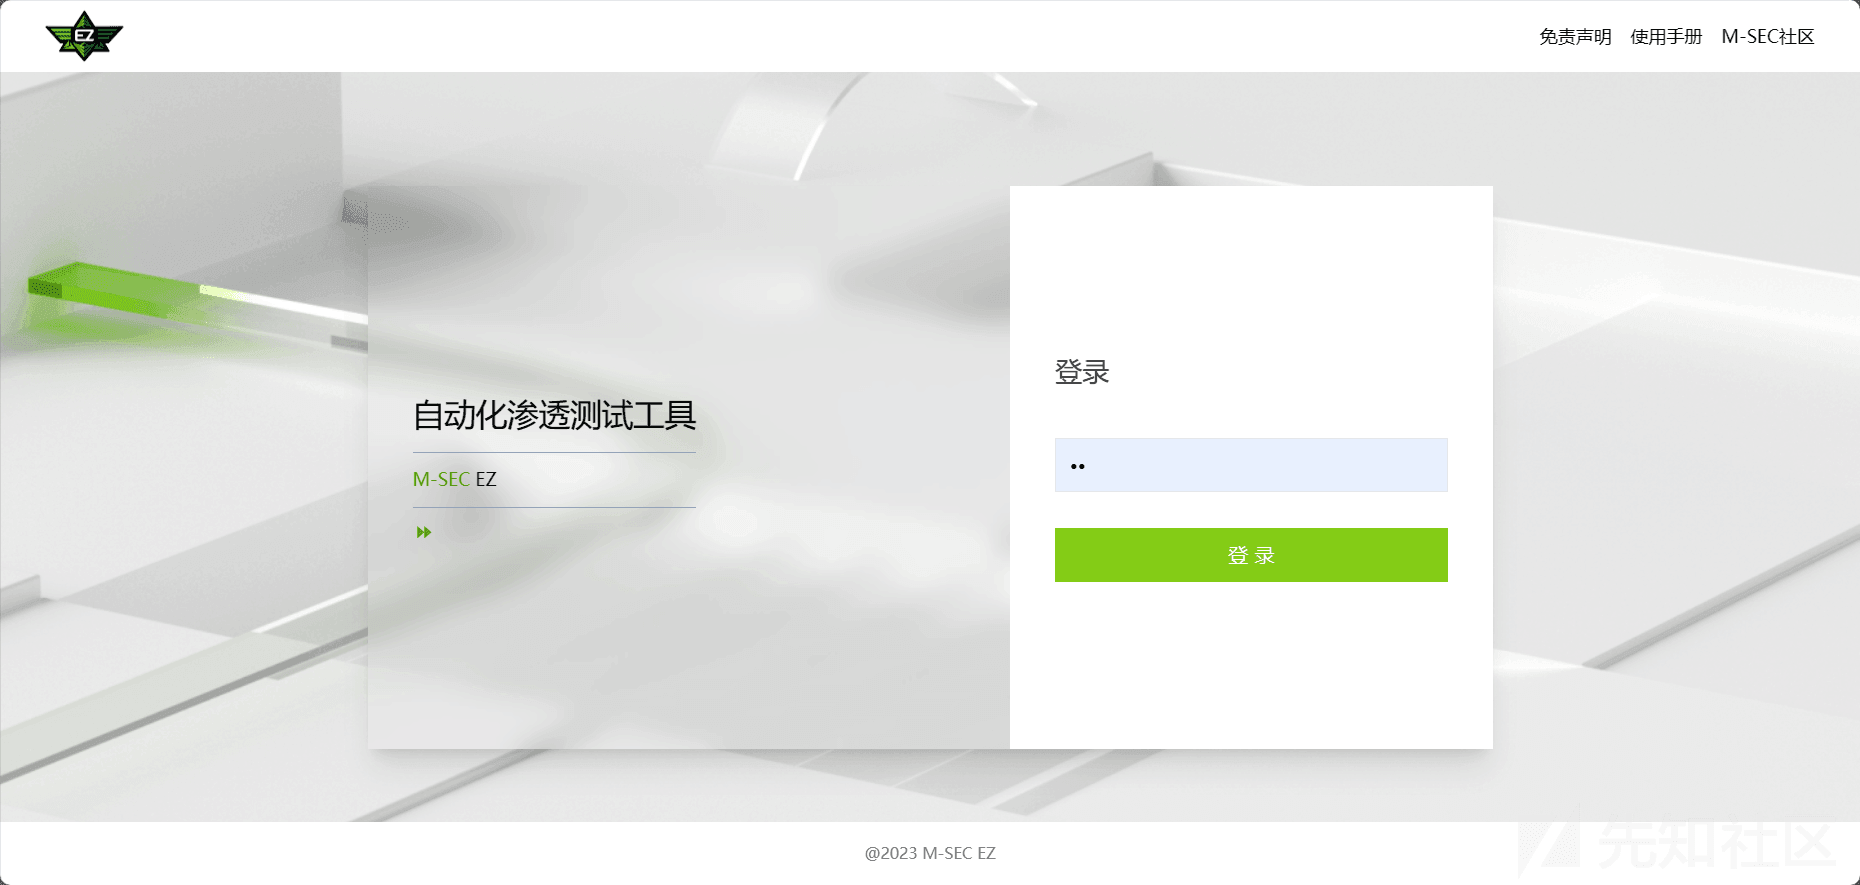 EZ
免责声明 使用手册 M-SEC社区
自动化渗透测试工具
M-SEC EZ
登录
••
登 录
@2023 M-SEC EZ
先知社区